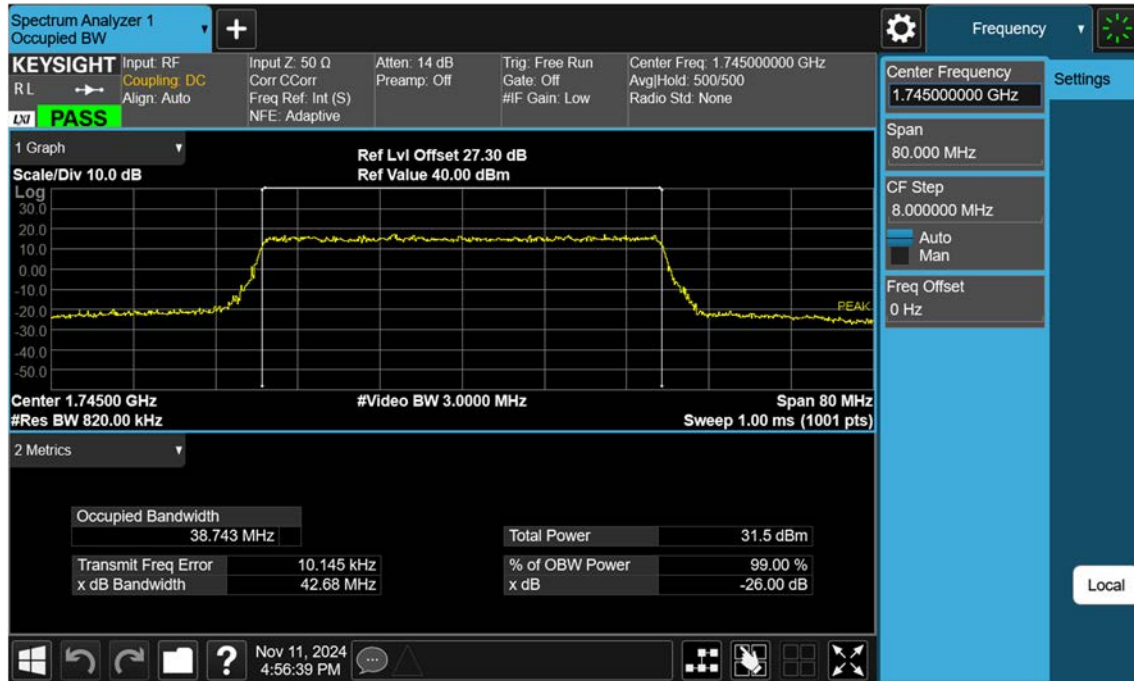 Spectrum Analyzer 1
Occupied BW
+
Frequency
KEYSIGHT
RL
LXI
PASS
Input: RF
Coupling: DC
Align: Auto
Input Z: 50 Ω
Corr CCorr
Freq Ref: Int (S)
NFE: Adaptive
Atten: 14 dB
Preamp: Off
Trig: Free Run
Gate: Off
#IF Gain: Low
Center Freq: 1.745000000 GHz
Avg|Hold: 500/500
Radio Std: None
Center Frequency
1.745000000 GHz
Settings
Span
80.000 MHz
CF Step
8.000000 MHz
Auto
Man
Freq Offset
0 Hz
Local
1 Graph
Scale/Div 10.0 dB
Ref Lvl Offset 27.30 dB
Ref Value 40.00 dBm
Log
30.0
20.0
10.0
0.00
-10.0
-20.0
-30.0
-40.0
-50.0
PEAK
Center 1.74500 GHz
#Video BW 3.0000 MHz
Span 80 MHz
#Res BW 820.00 kHz
Sweep 1.00 ms (1001 pts)
2 Metrics
Occupied Bandwidth
38.743 MHz
Total Power 31.5 dBm
Transmit Freq Error 10.145 kHz
% of OBW Power 99.00 %
x dB Bandwidth 42.68 MHz
x dB -26.00 dB
?
Nov 11, 2024
4:56:39 PM